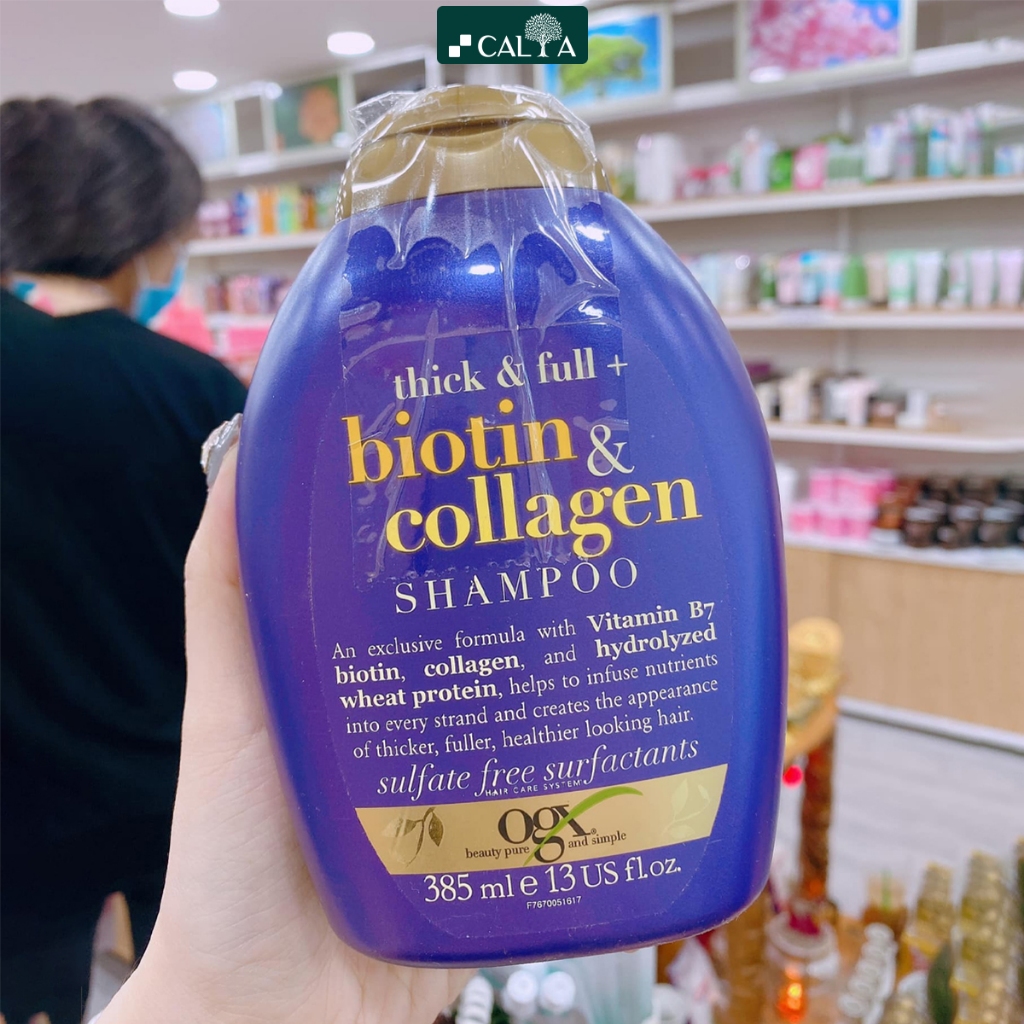 CALYA
thick & full +
biotin &
collagen
SHAMPOO
An exclusive formula with Vitamin B7
biotin, collagen, and hydrolyzed
wheat protein, helps to infuse nutrients
into every strand and creates the appearance
of thicker, fuller, healthier looking hair.
sulfate free surfactants
HAIR CARE SYSTEM
ogx®
beauty pure and simple
385 ml e 13 US fl.oz.
F7670051617